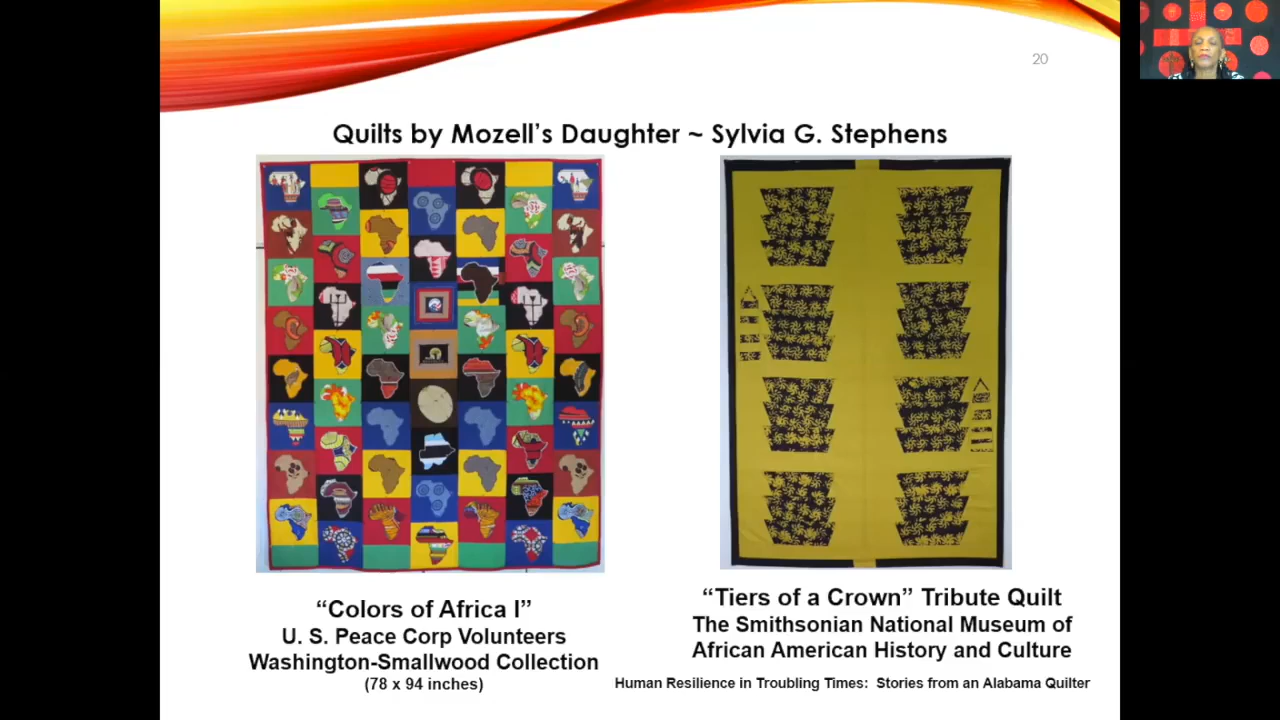 20
Quilts by Mozell's Daughter ~ Sylvia G. Stephens
“Colors of Africa I”
U. S. Peace Corp Volunteers
Washington-Smallwood Collection
(78 x 94 inches)
“Tiers of a Crown” Tribute Quilt
The Smithsonian National Museum of
African American History and Culture
Human Resilience in Troubling Times: Stories from an Alabama Quilter